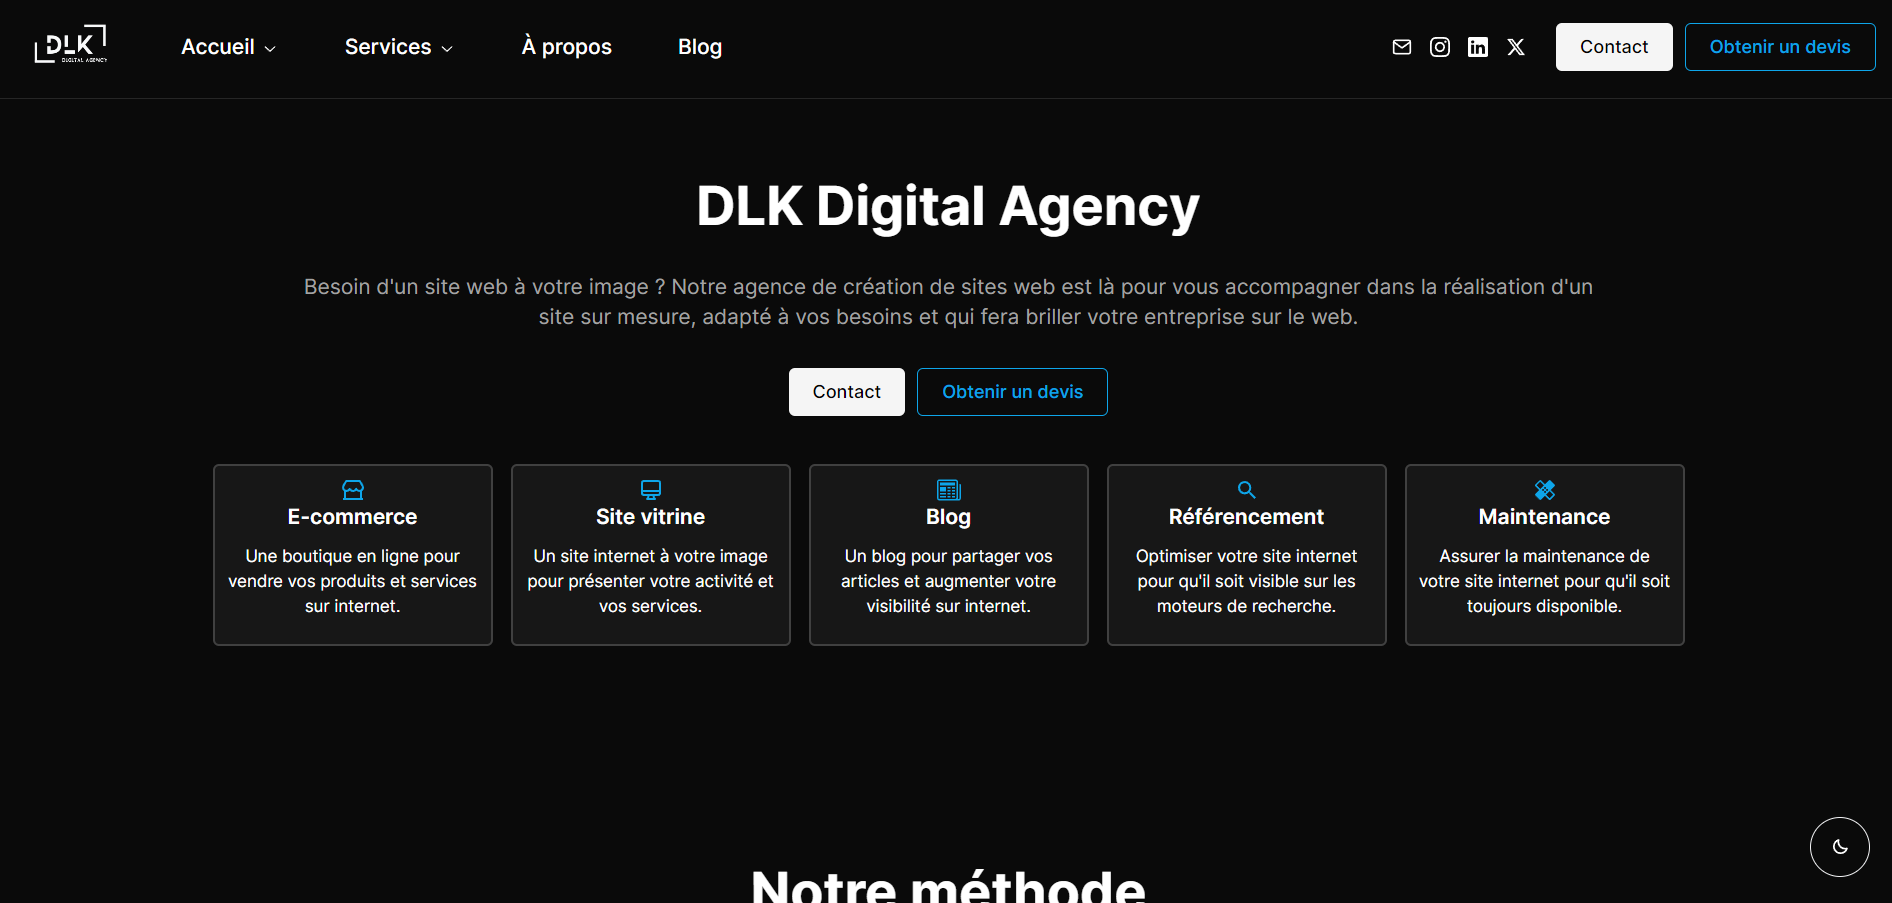 DLK
DIGITAL AGENCY
Accueil
Services
À propos
Blog
Contact
Obtenir un devis
DLK Digital Agency
Besoin d'un site web à votre image ? Notre agence de création de sites web est là pour vous accompagner dans la réalisation d'un
site sur mesure, adapté à vos besoins et qui fera briller votre entreprise sur le web.
Contact
Obtenir un devis
E-commerce
Une boutique en ligne pour
vendre vos produits et services
sur internet.
Site vitrine
Un site internet à votre image
pour présenter votre activité et
vos services.
Blog
Un blog pour partager vos
articles et augmenter votre
visibilité sur internet.
Référencement
Optimiser votre site internet
pour qu'il soit visible sur les
moteurs de recherche.
Maintenance
Assurer la maintenance de
votre site internet pour qu'il soit
toujours disponible.
Notre méthode